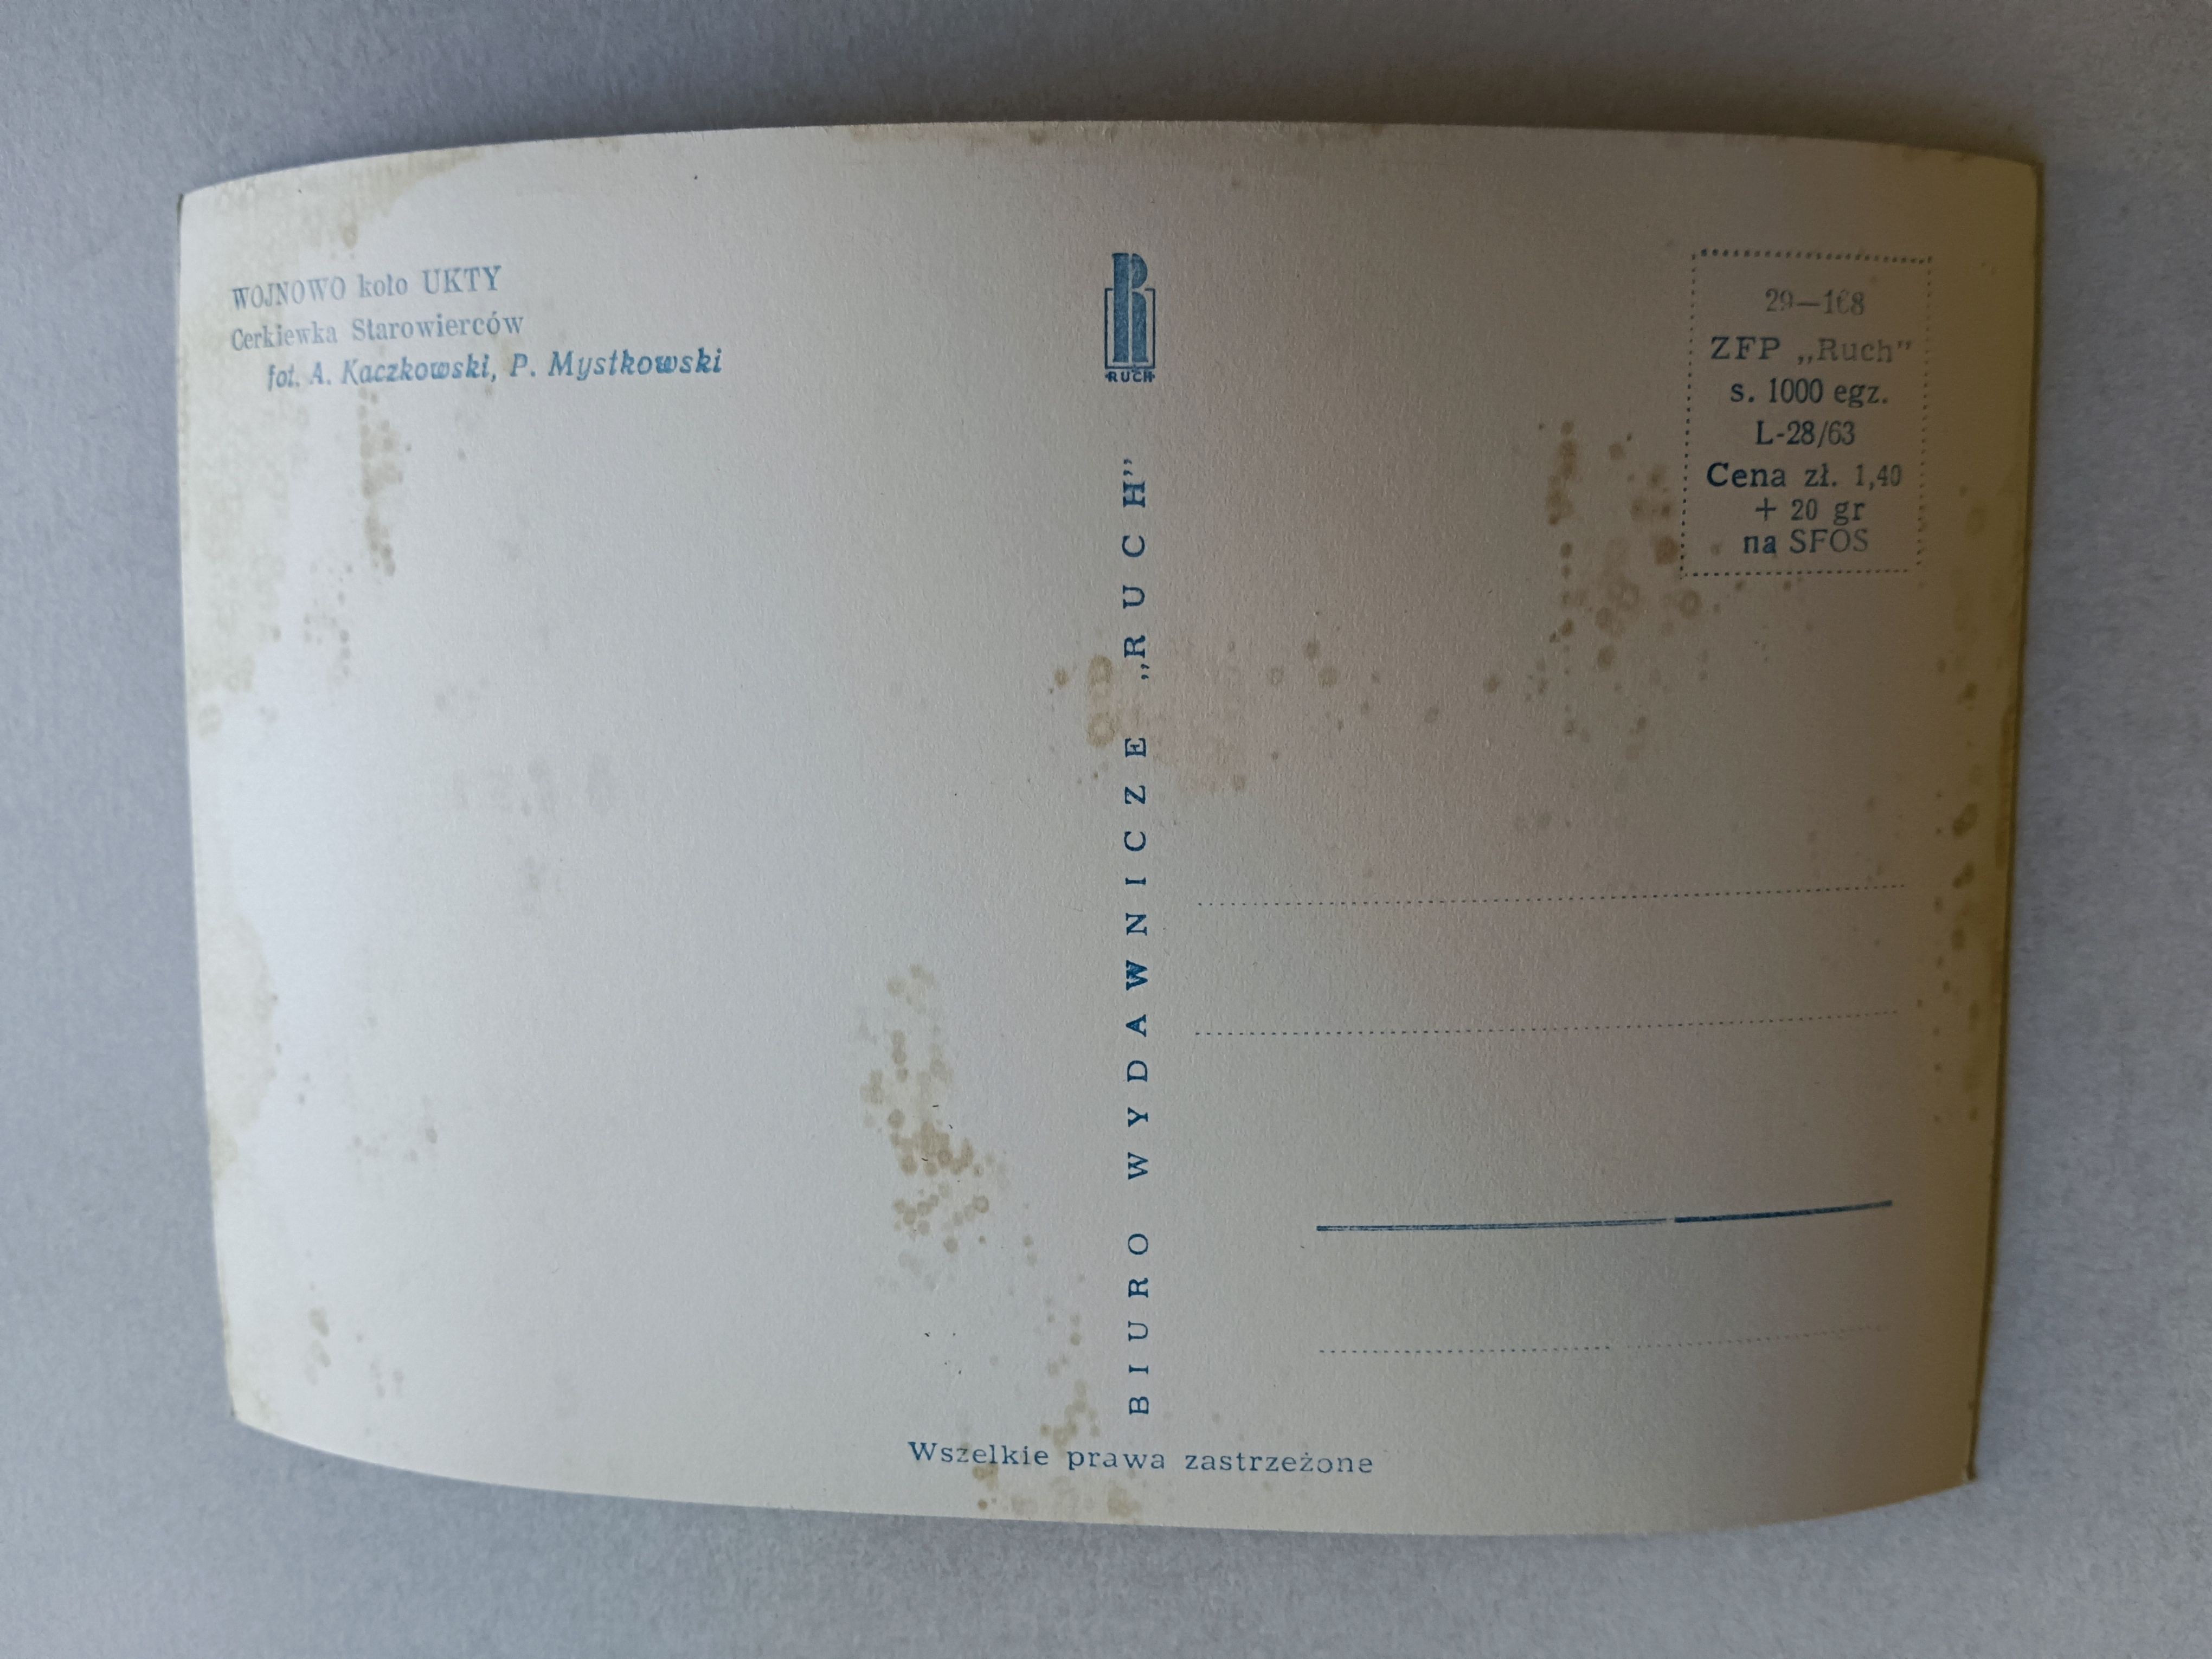 WOJNOWO koło UKTY
Cerkiewka Starowierców
fot. A. Kaczkowski, P. Mystkowski
RUCH
BIURO WYDAWNICZE „RUCH”
29—168
ZFP „Ruch”
s. 1000 egz.
L-28/63
Cena zł. 1,40
+ 20 gr
na SFOS
Wszelkie prawa zastrzeżone